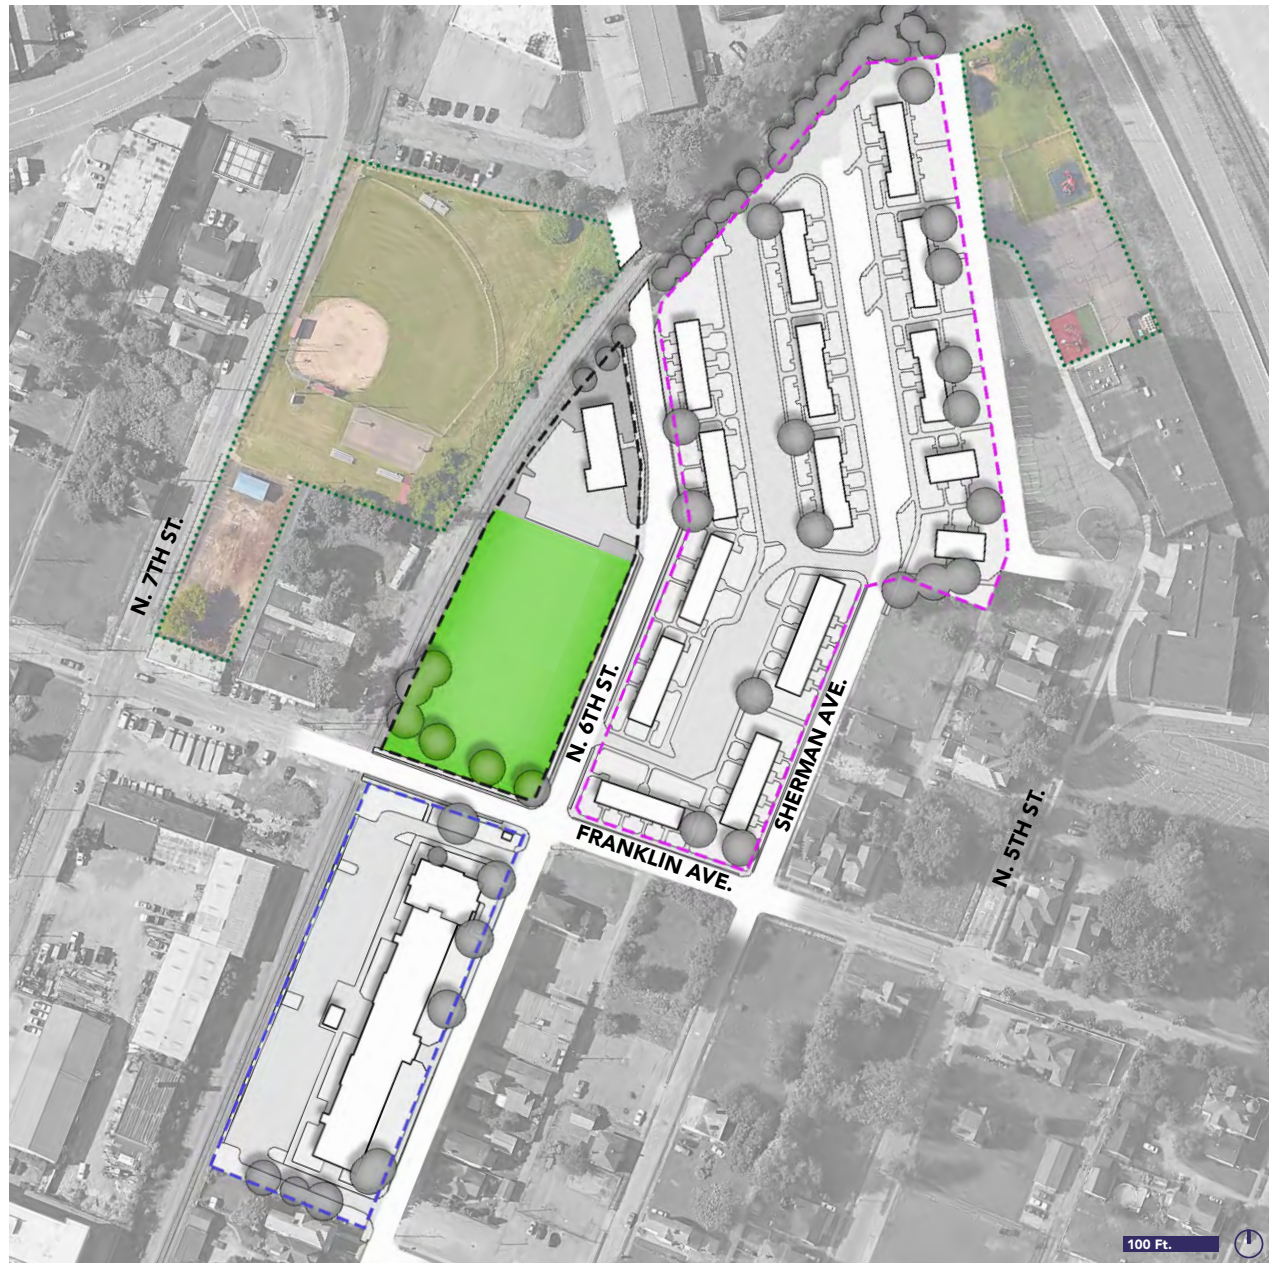 N. 7TH ST.
N. 6TH ST.
SHERMAN AVE.
FRANKLIN AVE.
N. 5TH ST.
100 Ft.